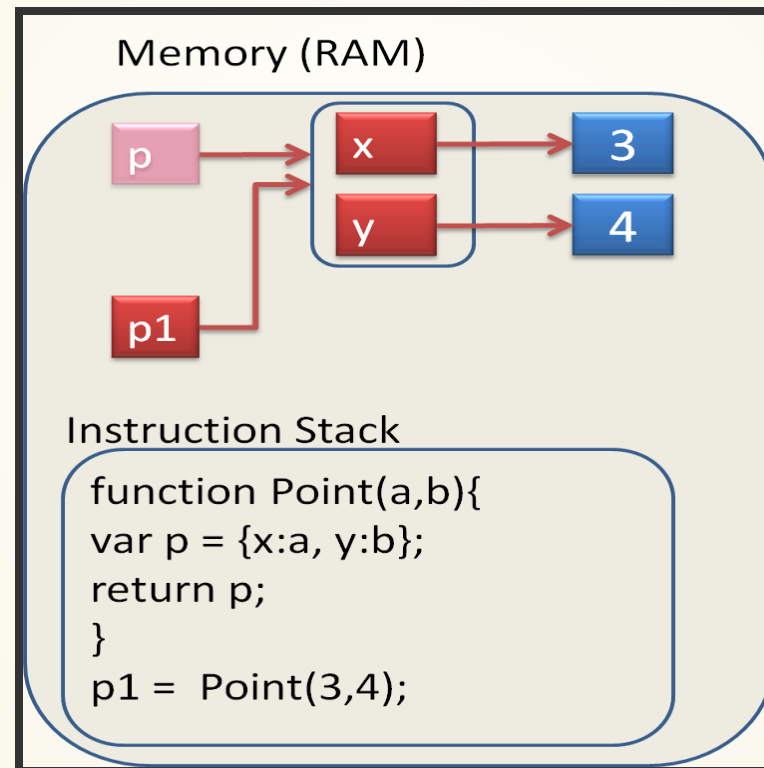 Memory (RAM)
p
x
3
y
4
p1
Instruction Stack
function Point(a,b){
var p = {x:a, y:b};
return p;
}
p1 = Point(3,4);